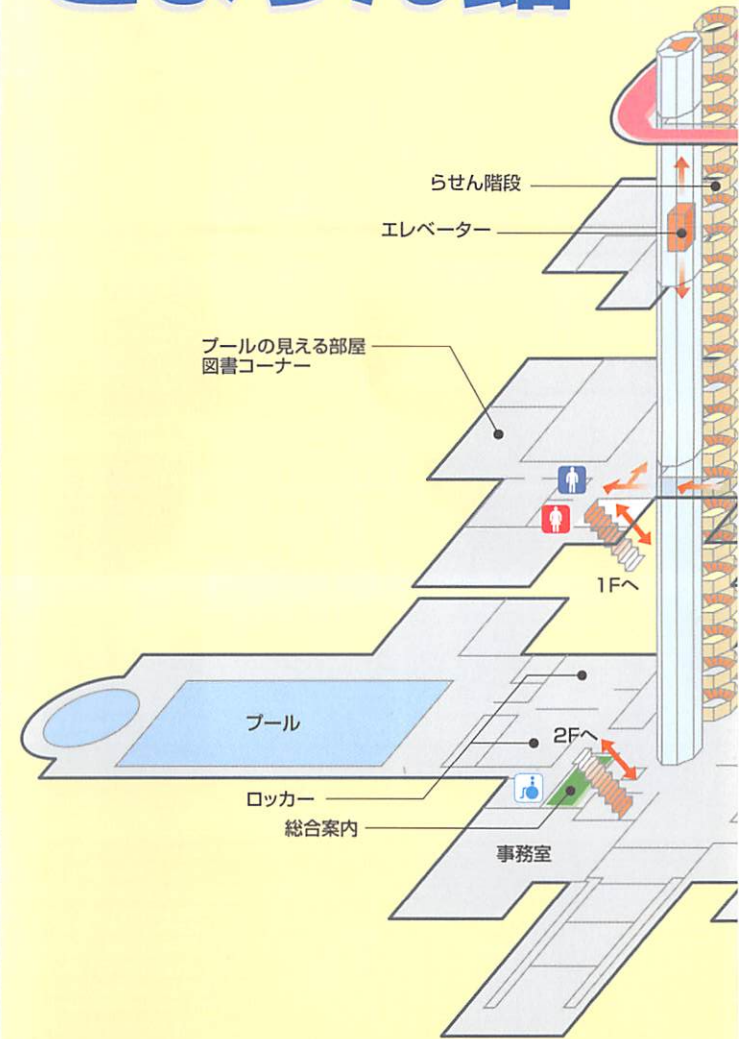 らせん階段
エレベーター
プールの見える部屋
図書コーナー
1Fへ
プール
2Fへ
ロッカー
総合案内
事務室